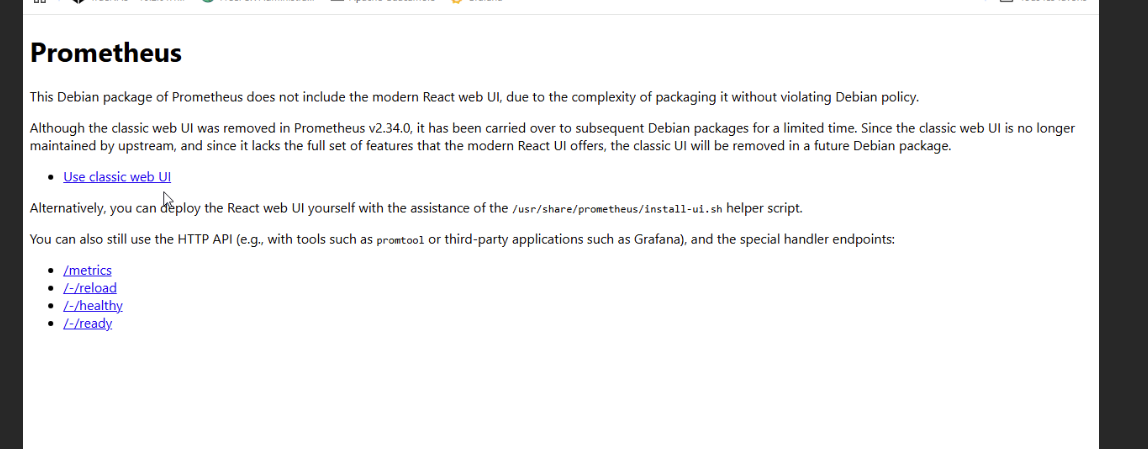 Prometheus
This Debian package of Prometheus does not include the modern React web UI, due to the complexity of packaging it without violating Debian policy.
Although the classic web UI was removed in Prometheus v2.34.0, it has been carried over to subsequent Debian packages for a limited time. Since the classic web UI is no longer
maintained by upstream, and since it lacks the full set of features that the modern React UI offers, the classic UI will be removed in a future Debian package.
Use classic web UI
Alternatively, you can deploy the React web UI yourself with the assistance of the /usr/share/prometheus/install-ui.sh helper script.
You can also still use the HTTP API (e.g., with tools such as promtool or third-party applications such as Grafana), and the special handler endpoints:
/metrics
/-/reload
/-/healthy
/-/ready